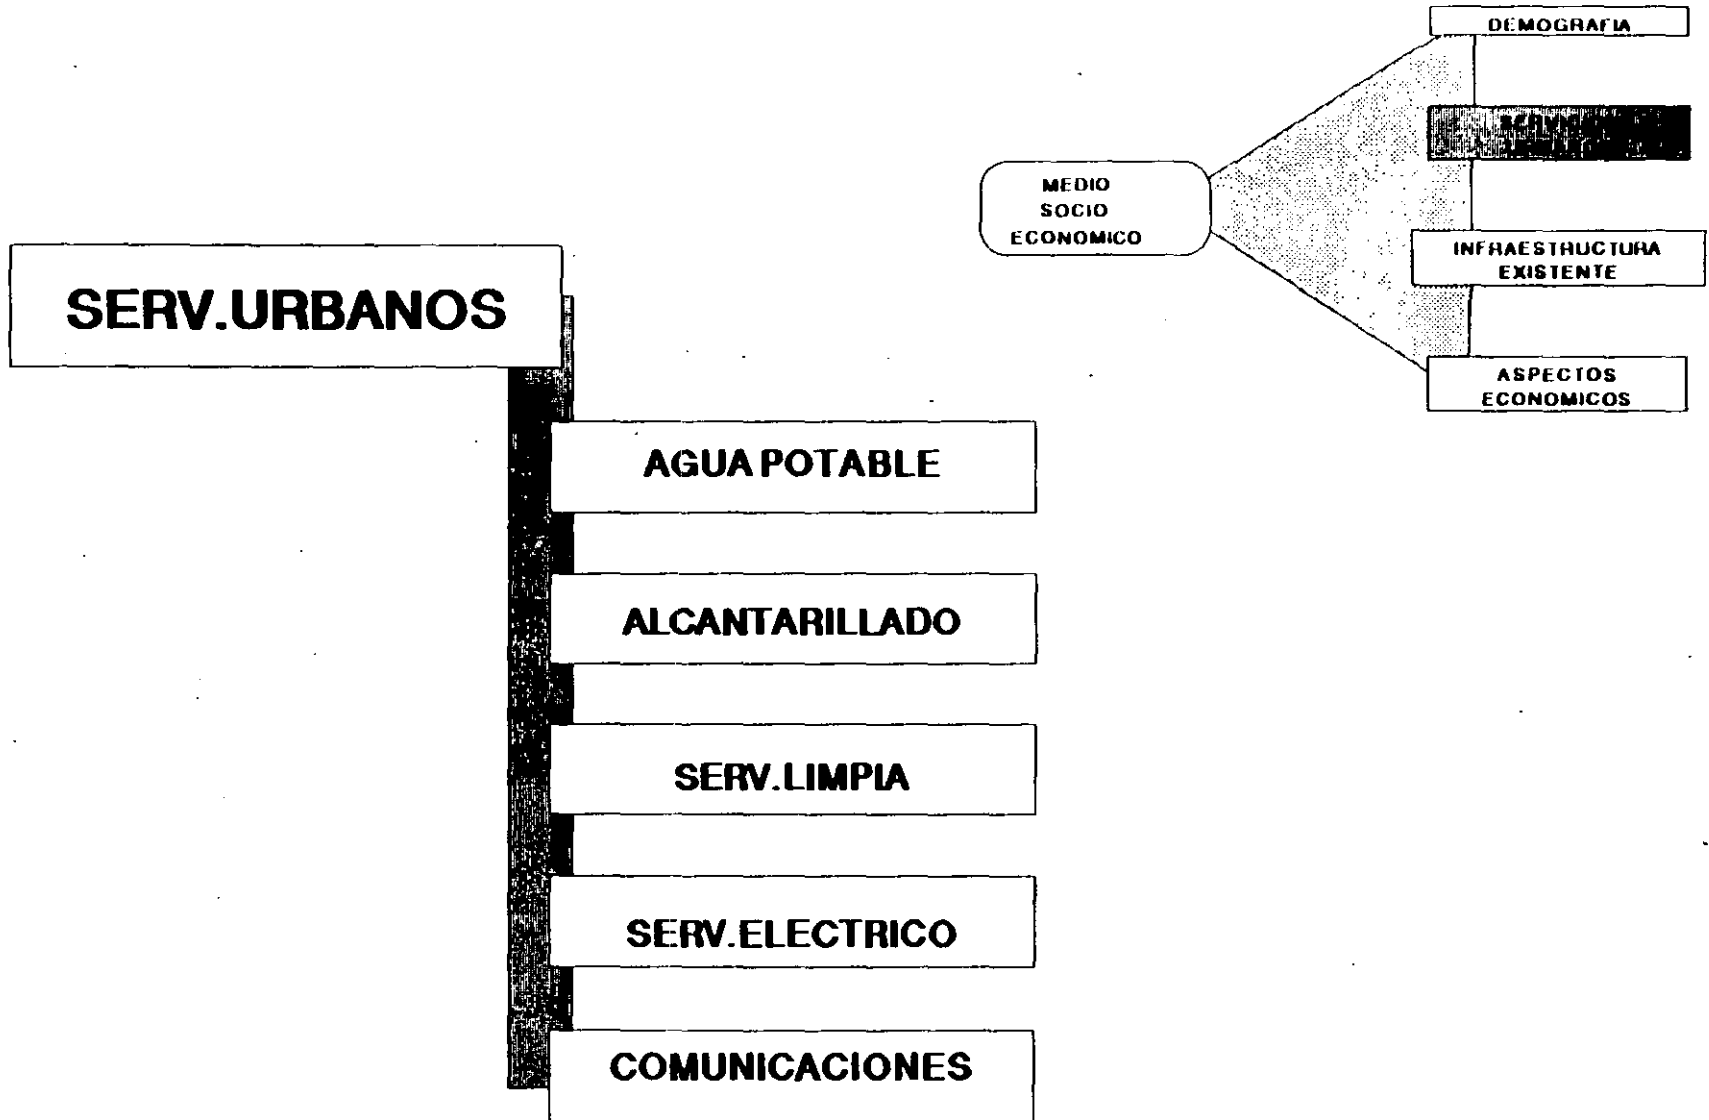 DEMOGRAFIA
MEDIO
SOCIO
ECONOMICO
INFRAESTRUCTURA
EXISTENTE
ASPECTOS
ECONOMICOS
SERV.URBANOS
AGUA POTABLE
ALCANTARILLADO
SERV.LIMPIA
SERV.ELECTRICO
COMUNICACIONES